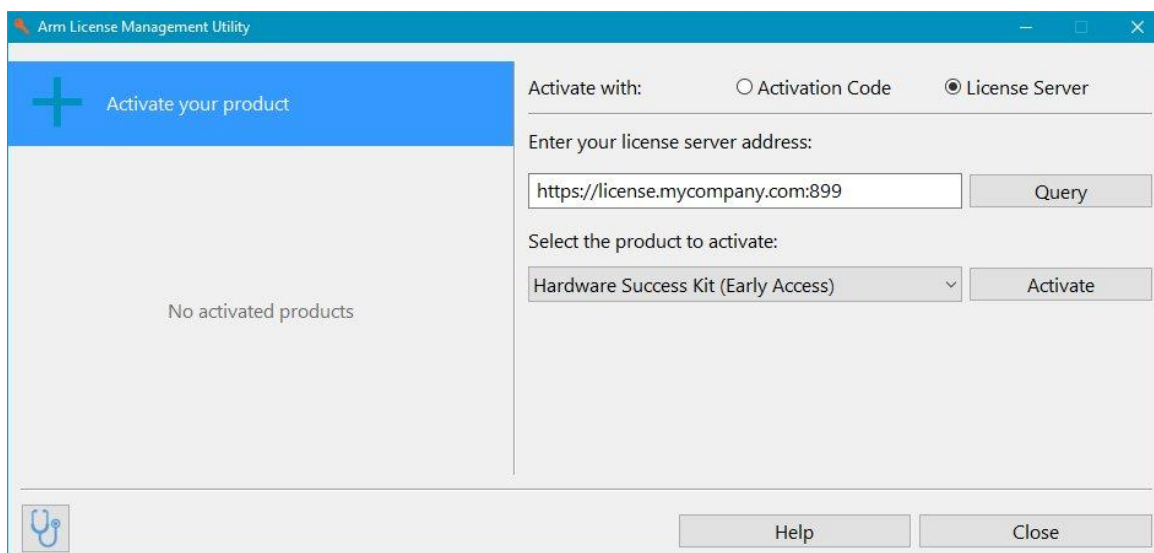 Arm License Management Utility
Activate your product
No activated products
Activate with: Activation Code License Server
Enter your license server address:
https://license.mycompany.com:899 Query
Select the product to activate:
Hardware Success Kit (Early Access) Activate
Help Close